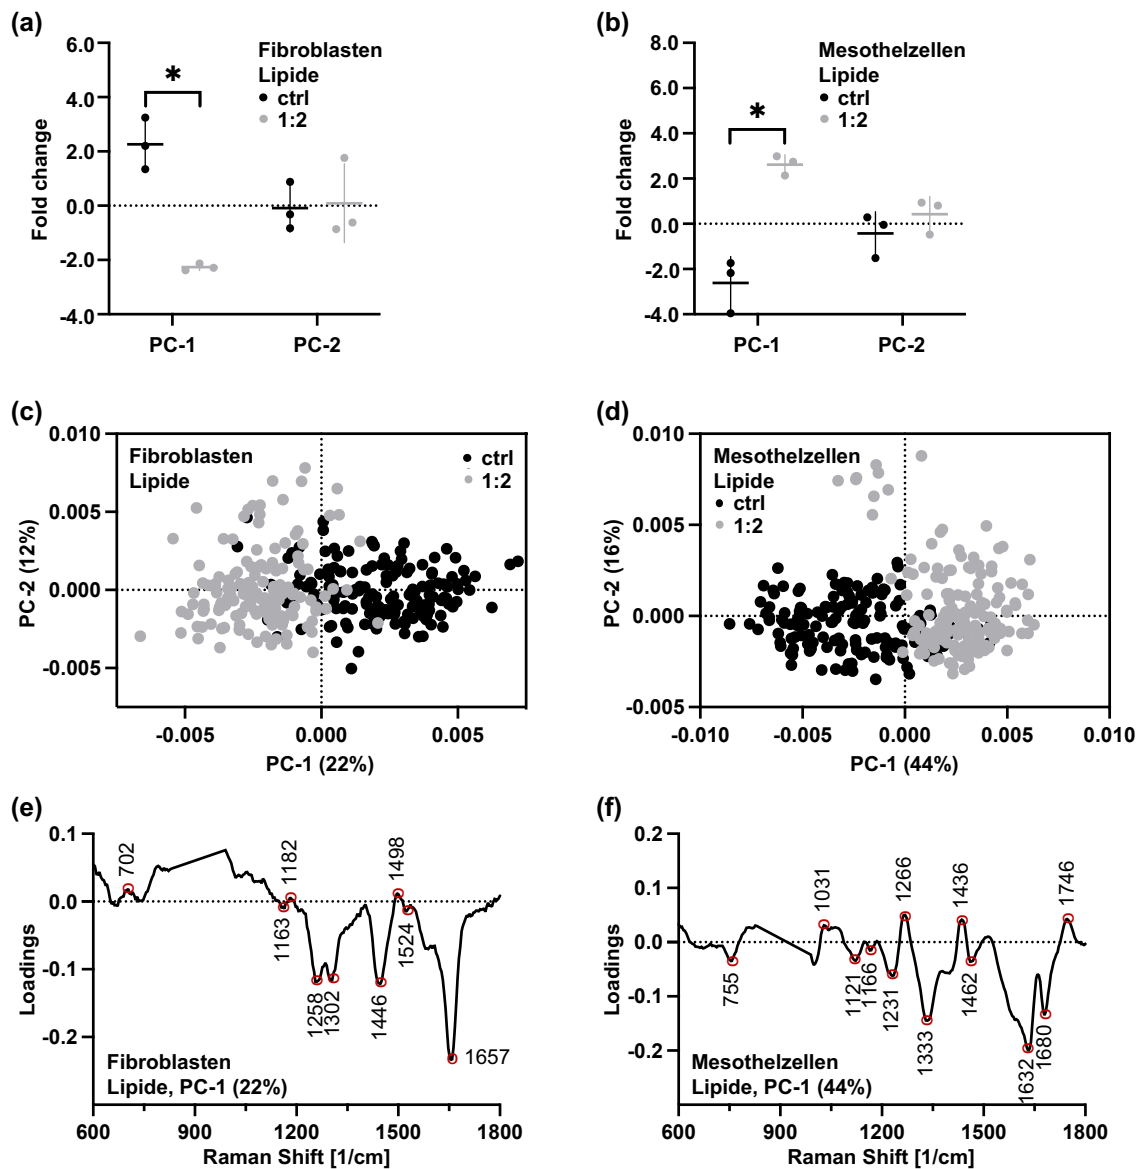 (a)
6.0
4.0
2.0
0.0
-2.0
-4.0
Fold change
Fibroblasten
Lipide
ctrl
1:2
*
PC-1
PC-2
(b)
8.0
6.0
4.0
2.0
0.0
-2.0
-4.0
Fold change
Mesothelzellen
Lipide
ctrl
1:2
*
PC-1
PC-2
(c)
0.010
0.005
0.000
-0.005
PC-2 (12%)
Fibroblasten
Lipide
ctrl
1:2
-0.005
0.000
0.005
PC-1 (22%)
(d)
0.010
0.005
0.000
-0.005
PC-2 (16%)
Mesothelzellen
Lipide
ctrl
1:2
-0.010
-0.005
0.000
0.005
0.010
PC-1 (44%)
(e)
0.1
0.0
-0.1
-0.2
Loadings
702
1163
1182
1258
1302
1446
1498
1524
1657
Fibroblasten
Lipide, PC-1 (22%)
600
900
1200
1500
1800
Raman Shift [1/cm]
(f)
0.2
0.1
0.0
-0.1
-0.2
Loadings
755
1031
1121
1166
1231
1266
1333
1436
1462
1632
1680
1746
Mesothelzellen
Lipide, PC-1 (44%)
600
900
1200
1500
1800
Raman Shift [1/cm]